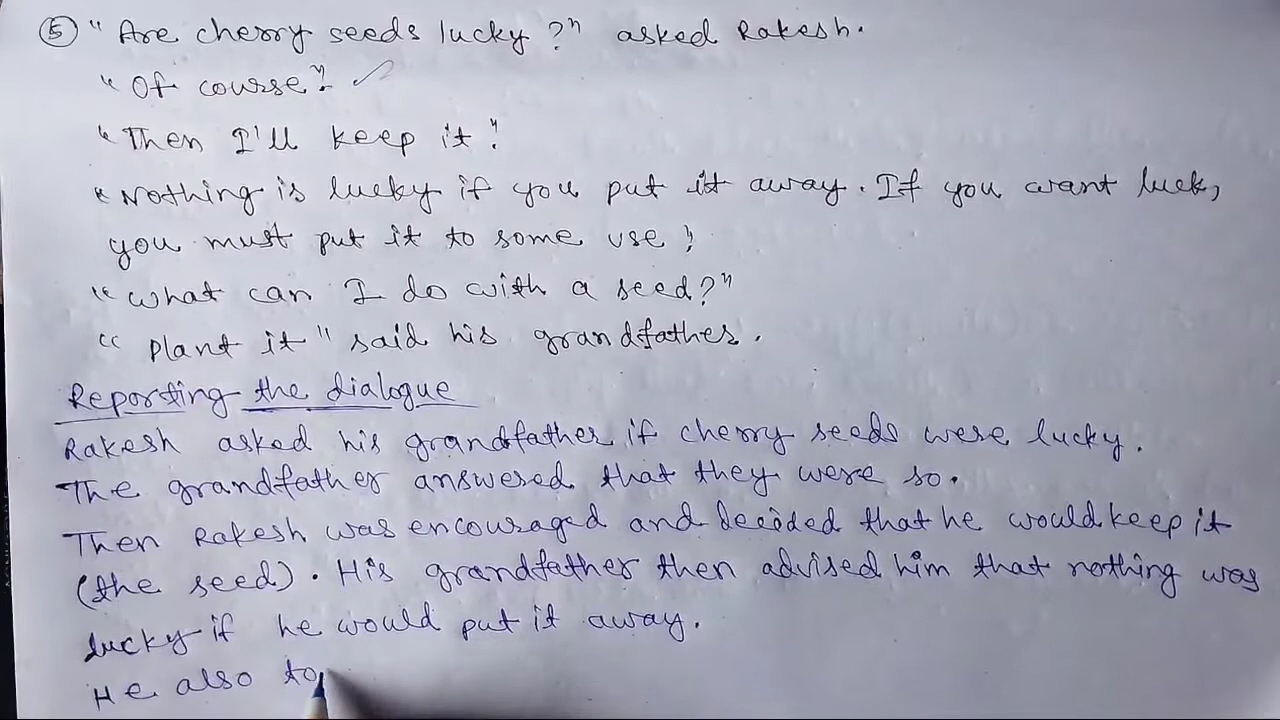 ⑤ "Are cherry seeds lucky?" asked Rakesh.
"Of course".
"Then I'll keep it".
"Nothing is lucky if you put it away. If you want luck,
you must put it to some use".
"What can I do with a seed?"
"Plant it" said his grandfather.
Reporting the dialogue
Rakesh asked his grandfather if cherry seeds were lucky.
The grandfather answered that they were so.
Then Rakesh was encouraged and decided that he would keep it
(the seed). His grandfather then advised him that nothing was
lucky if he would put it away.
He also to